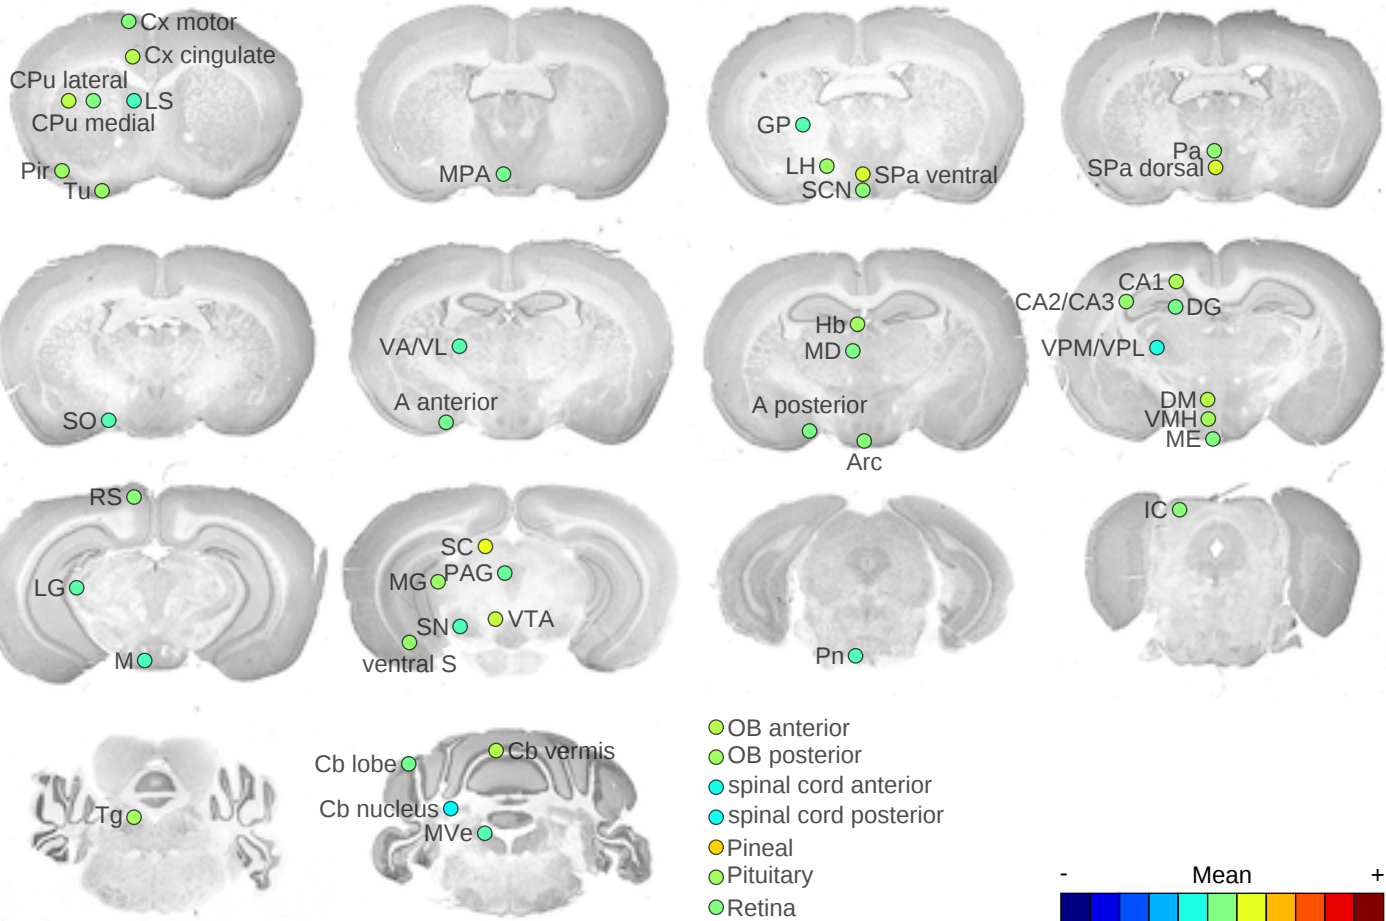 Cx motor
Cx cingulate
CPu lateral
LS
CPu medial
Pir
Tu
MPA
GP
LH
SPa ventral
SCN
Pa
SPa dorsal
SO
VA/VL
A anterior
Hb
MD
A posterior
Arc
CA1
CA2/CA3
DG
VPM/VPL
DM
VMH
ME
RS
LG
M
SC
PAG
MG
VTA
SN
ventral S
Pn
IC
Tg
Cb vermis
Cb lobe
Cb nucleus
MVe
OB anterior
OB posterior
spinal cord anterior
spinal cord posterior
Pineal
Pituitary
Retina
- Mean +